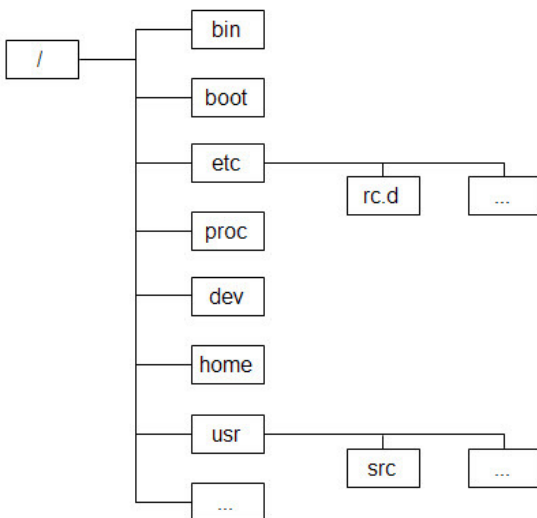 /
bin
boot
etc
rc.d
...
proc
dev
home
usr
src
...
...